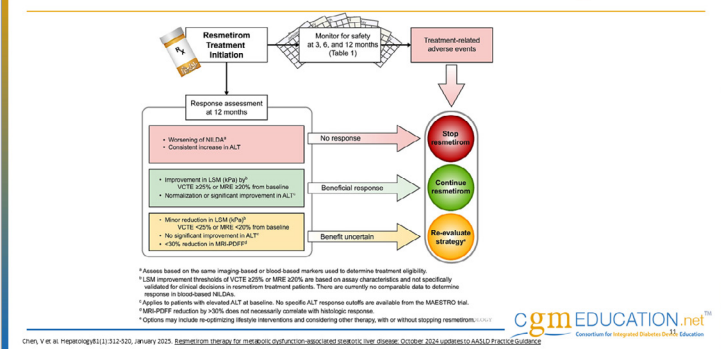 Resmetirom
Treatment
Initiation
Rx
Monitor for safety
at 3, 6, and 12 months
(Table 1)
Treatment-related
adverse events
Response assessment
at 12 months
• Worsening of NILDAᵃ
• Consistent increase in ALT
No response
Stop
resmetirom
• Improvement in LSM (kPa) byᵇ
VCTE ≥25% or MRE ≥20% from baseline
• Normalization or significant improvement in ALTᶜ
Beneficial response
Continue
resmetirom
• Minor reduction in LSM (kPa)ᵇ
VCTE <25% or MRE <20% from baseline
• No significant improvement in ALTᶜ
• <30% reduction in MRI-PDFFᵈ
Benefit uncertain
Re-evaluate
strategyᵉ
ᵃ Assess based on the same imaging-based or blood-based markers used to determine treatment eligibility.
ᵇ LSM improvement thresholds of VCTE ≥25% or MRE ≥20% are based on assay characteristics and not specifically
validated for clinical decisions in resmetirom treatment patients. There are currently no comparable data to determine
response in blood-based NILDAs.
ᶜ Applies to patients with elevated ALT at baseline. No specific ALT response cutoffs are available from the MAESTRO trial.
ᵈ MRI-PDFF reduction by >30% does not necessarily correlate with histologic response.
ᵉ Options may include re-optimizing lifestyle interventions and considering other therapy, with or without stopping resmetirom.
cgmEDUCATION.net™
Consortium for Integrated Diabetes Device Education
11
Chen, V et al. Hepatology81(1):312-320, January 2025. Resmetirom therapy for metabolic dysfunction-associated steatotic liver disease: October 2024 updates to AASLD Practice Guidance